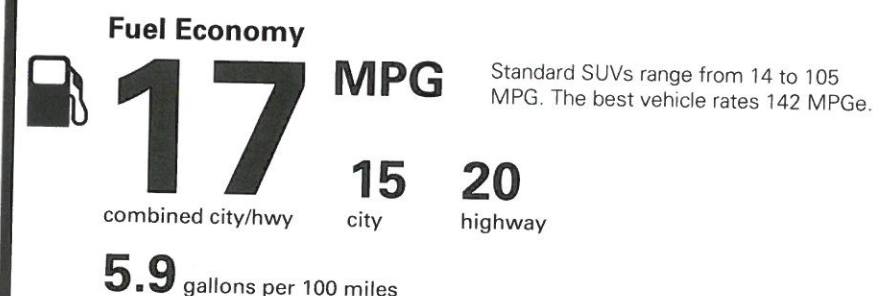 Fuel Economy
17 MPG
Standard SUVs range from 14 to 105
MPG. The best vehicle rates 142 MPGe.
combined city/hwy
15
city
20
highway
5.9 gallons per 100 miles